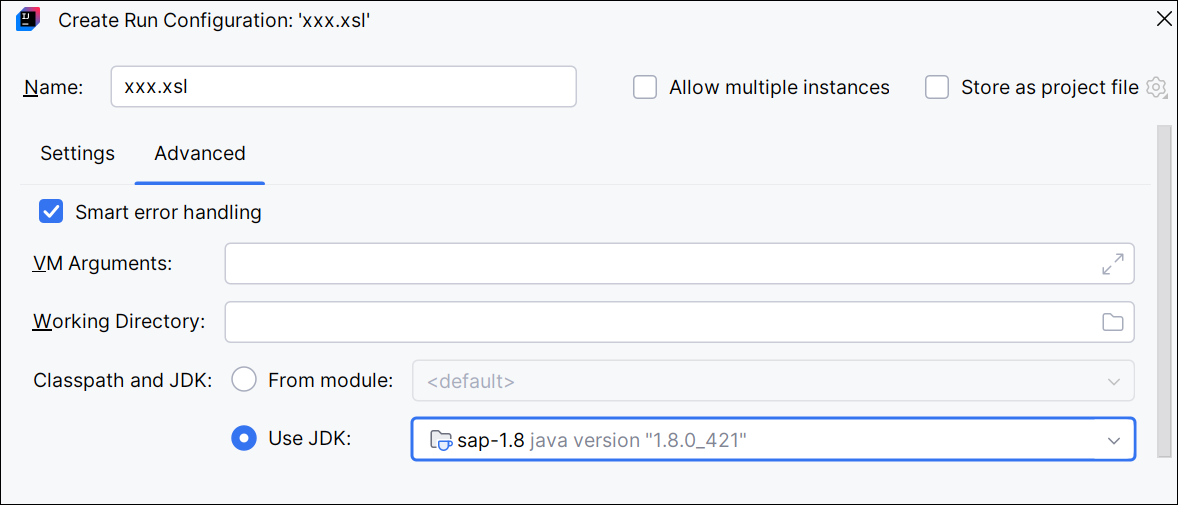 Create Run Configuration: 'xxx.xsl'
Name: xxx.xsl Allow multiple instances Store as project file
Settings Advanced
Smart error handling
VM Arguments:
Working Directory:
Classpath and JDK: From module: <default>
Use JDK: sap-1.8 java version "1.8.0_421"